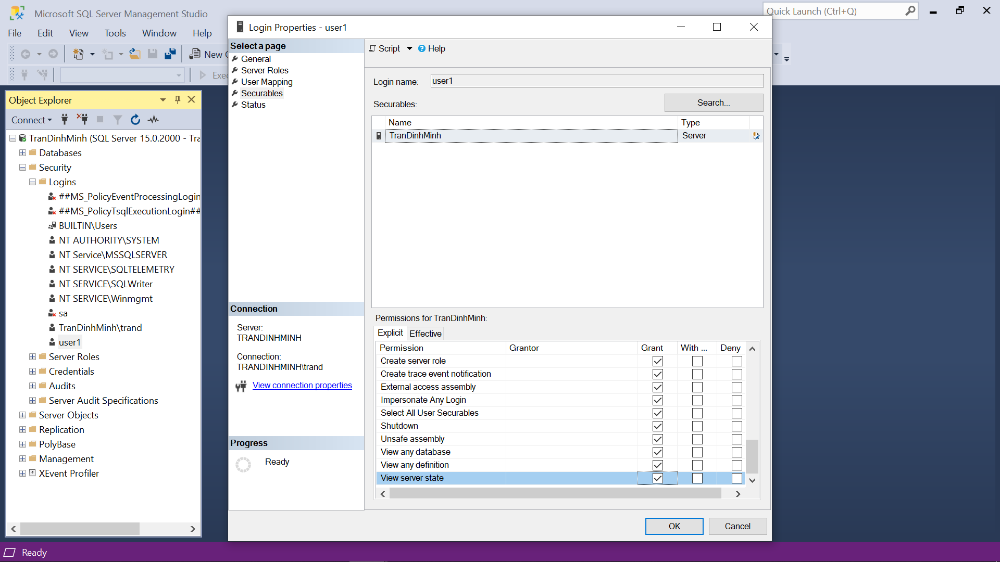 Microsoft SQL Server Management Studio
Quick Launch (Ctrl+Q)
File Edit View Tools Window Help
New
Exec
Object Explorer
Connect
TranDinhMinh (SQL Server 15.0.2000 - Tra
Databases
Security
Logins
##MS_PolicyEventProcessingLogin
##MS_PolicyTsqlExecutionLogin##
BUILTIN\Users
NT AUTHORITY\SYSTEM
NT Service\MSSQLSERVER
NT SERVICE\SQLTELEMETRY
NT SERVICE\SQLWriter
NT SERVICE\Winmgmt
sa
TranDinhMinh\trand
user1
Server Roles
Credentials
Audits
Server Audit Specifications
Server Objects
Replication
PolyBase
Management
XEvent Profiler
Login Properties - user1
Select a page
General
Server Roles
User Mapping
Securables
Status
Connection
Server:
TRANDINHMINH
Connection:
TRANDINHMINH\trand
View connection properties
Progress
Ready
Script Help
Login name: user1
Securables:
Search...
Name Type
TranDinhMinh Server
Permissions for TranDinhMinh:
Explicit Effective
Permission Grantor Grant With ... Deny
Create server role
Create trace event notification
External access assembly
Impersonate Any Login
Select All User Securables
Shutdown
Unsafe assembly
View any database
View any definition
View server state
OK Cancel
Ready